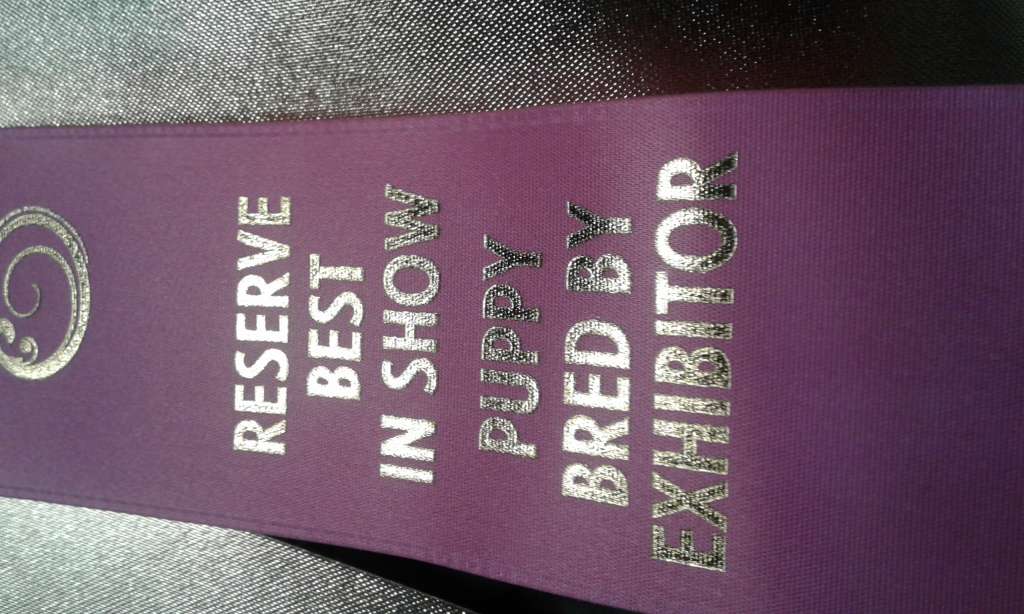 RESERVE
BEST
IN SHOW
PUPPY
BRED BY
EXHIBITOR